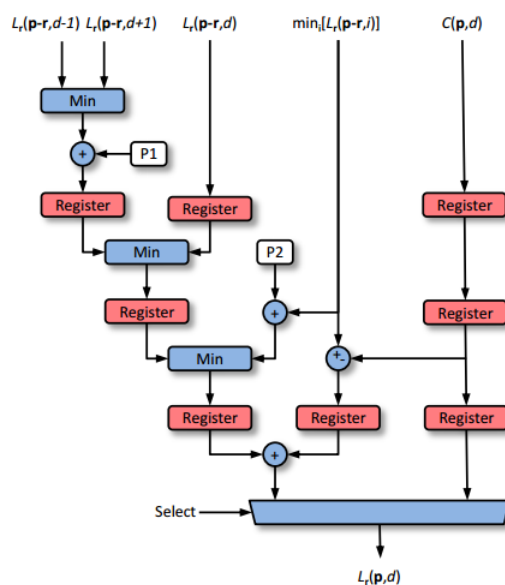 Lr(p-r,d-1) Lr(p-r,d+1) Lr(p-r,d) mini[Lr(p-r,i)] C(p,d)
Min
+ P1
Register Register Register
Min P2
Register + Register
Min +-
Register Register Register
+
Select
Lr(p,d)